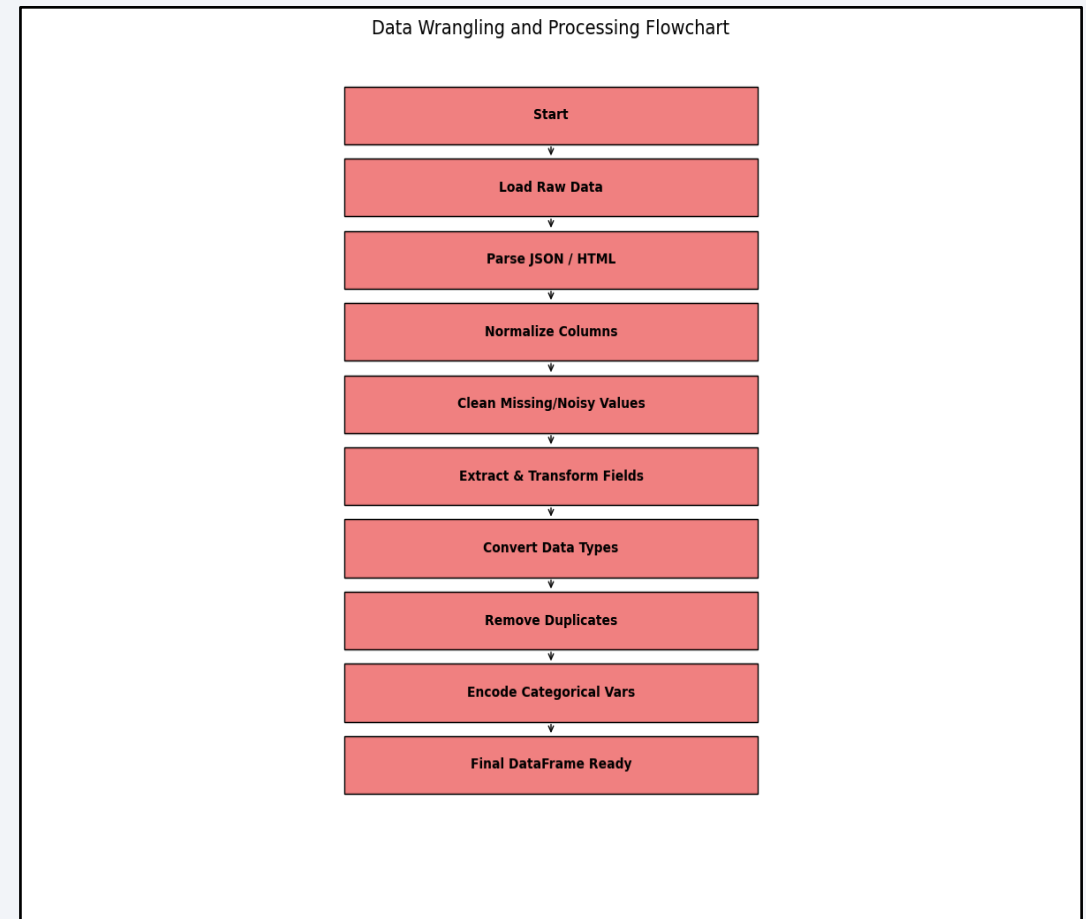 Data Wrangling and Processing Flowchart
Start
Load Raw Data
Parse JSON / HTML
Normalize Columns
Clean Missing/Noisy Values
Extract & Transform Fields
Convert Data Types
Remove Duplicates
Encode Categorical Vars
Final DataFrame Ready